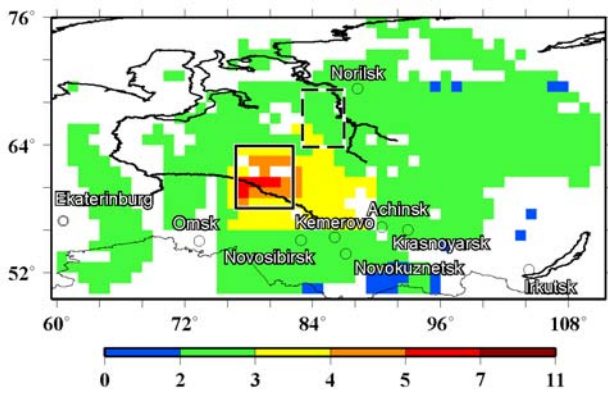 76°
Norilsk
64°
Ekaterinburg
Omsk
Kemerovo
Achinsk
Krasnoyarsk
Novosibirsk
Novokuznetsk
Irkutsk
52°
60° 72° 84° 96° 108°
0 2 3 4 5 7 11